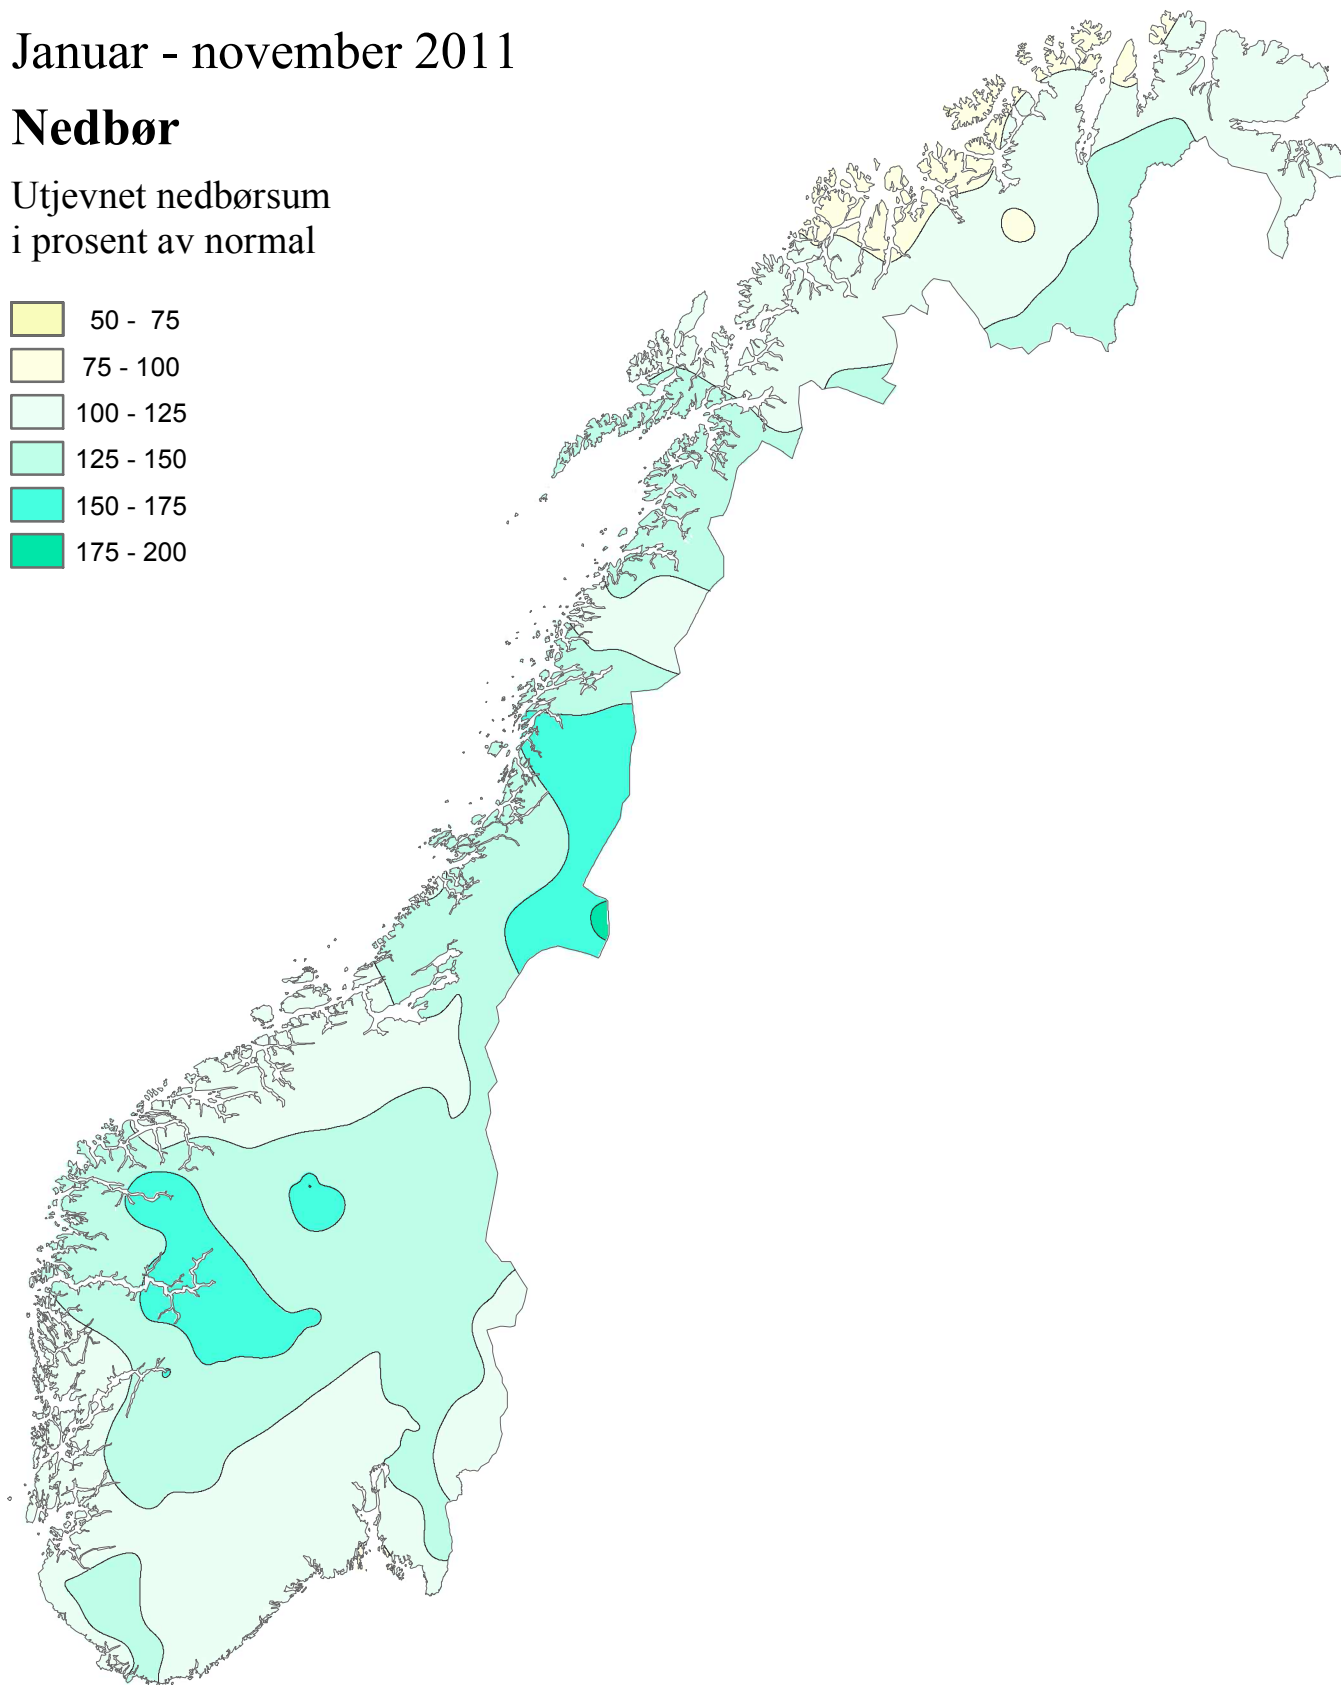 Januar - november 2011
Nedbør
Utjevnet nedbørsum
i prosent av normal
50 - 75
75 - 100
100 - 125
125 - 150
150 - 175
175 - 200